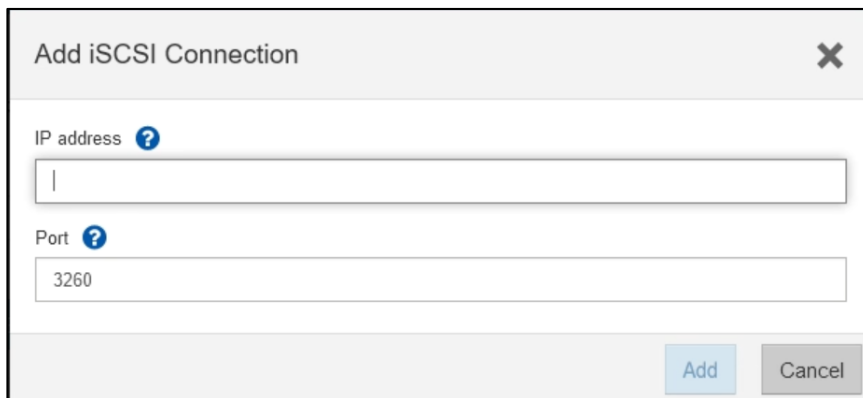 Add iSCSI Connection
IP address ?
Port ?
3260
Add Cancel